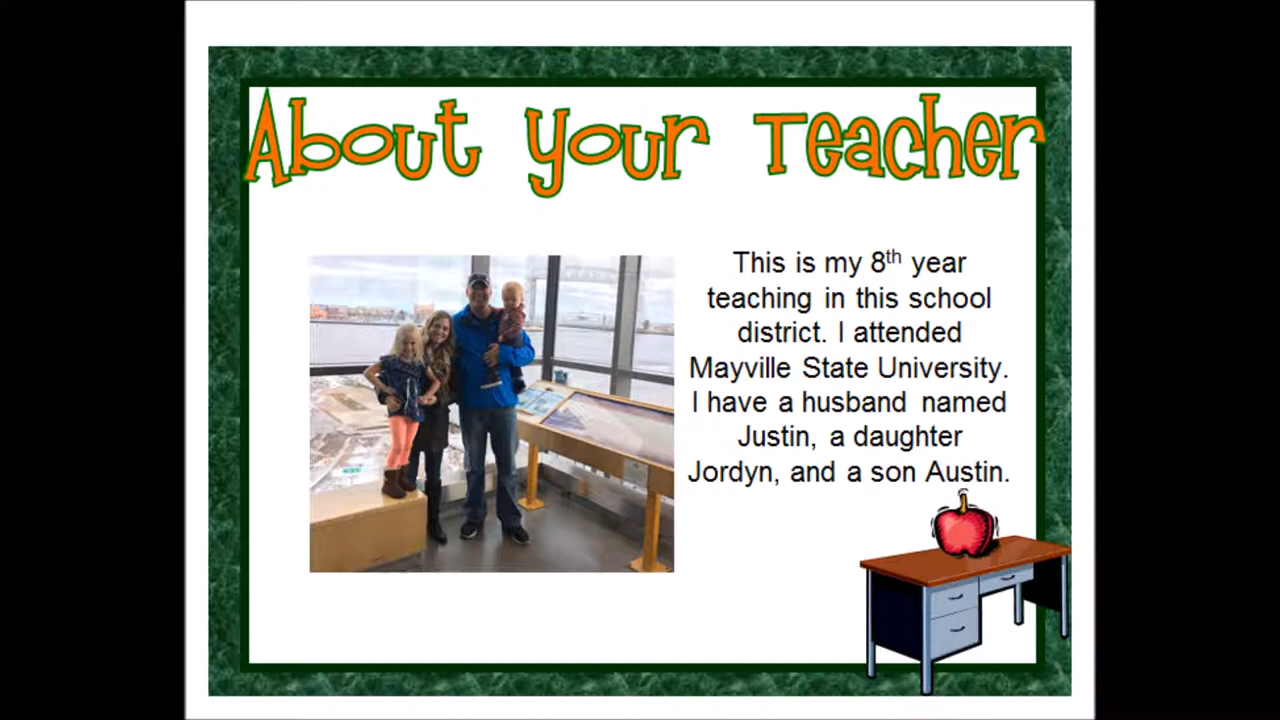 About Your Teacher
This is my 8th year
teaching in this school
district. I attended
Mayville State University.
I have a husband named
Justin, a daughter
Jordyn, and a son Austin.